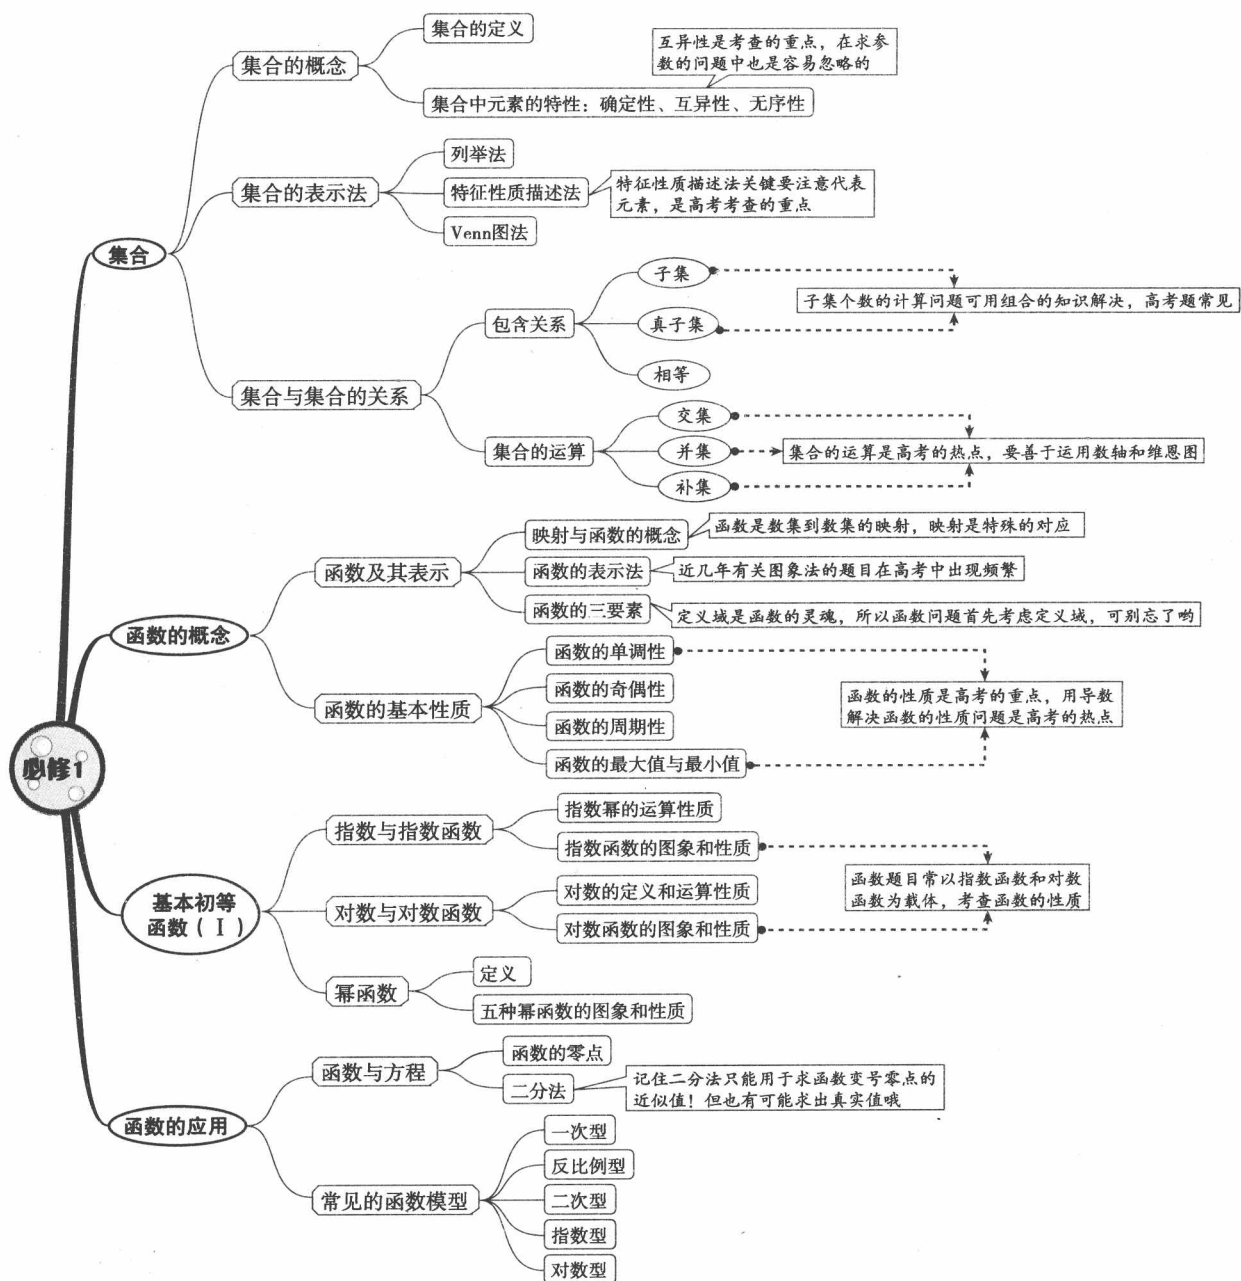 必修1
集合
集合的概念
集合的定义
互异性是考查的重点，在求参
数的问题中也是容易忽略的
集合中元素的特性：确定性、互异性、无序性
集合的表示法
列举法
特征性质描述法
特征性质描述法关键要注意代表
元素，是高考考查的重点
Venn图法
集合与集合的关系
包含关系
子集
真子集
子集个数的计算问题可用组合的知识解决，高考题常见
相等
集合的运算
交集
并集
补集
集合的运算是高考的热点，要善于运用数轴和维恩图
函数的概念
函数及其表示
映射与函数的概念
函数是数集到数集的映射，映射是特殊的对应
函数的表示法
近几年有关图象法的题目在高考中出现频繁
函数的三要素
定义域是函数的灵魂，所以函数问题首先考虑定义域，可别忘了哟
函数的基本性质
函数的单调性
函数的奇偶性
函数的周期性
函数的最大值与最小值
函数的性质是高考的重点，用导数
解决函数的性质问题是高考的热点
基本初等
函数(Ⅰ)
指数与指数函数
指数幂的运算性质
指数函数的图象和性质
对数与对数函数
对数的定义和运算性质
对数函数的图象和性质
函数题目常以指数函数和对数
函数为载体，考查函数的性质
幂函数
定义
五种幂函数的图象和性质
函数的应用
函数与方程
函数的零点
二分法
记住二分法只能用于求函数变号零点的
近似值！但也有可能求出真实值哦
常见的函数模型
一次型
反比例型
二次型
指数型
对数型